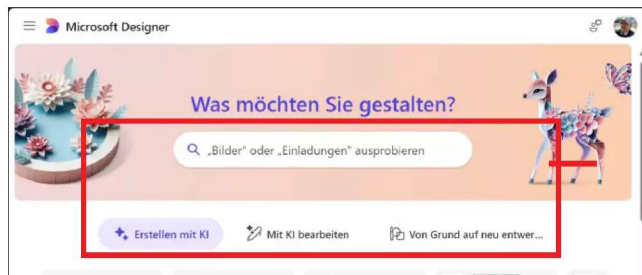 Microsoft Designer
Was möchten Sie gestalten?
„Bilder" oder „Einladungen" ausprobieren
Erstellen mit KI
Mit KI bearbeiten
Von Grund auf neu entwer...